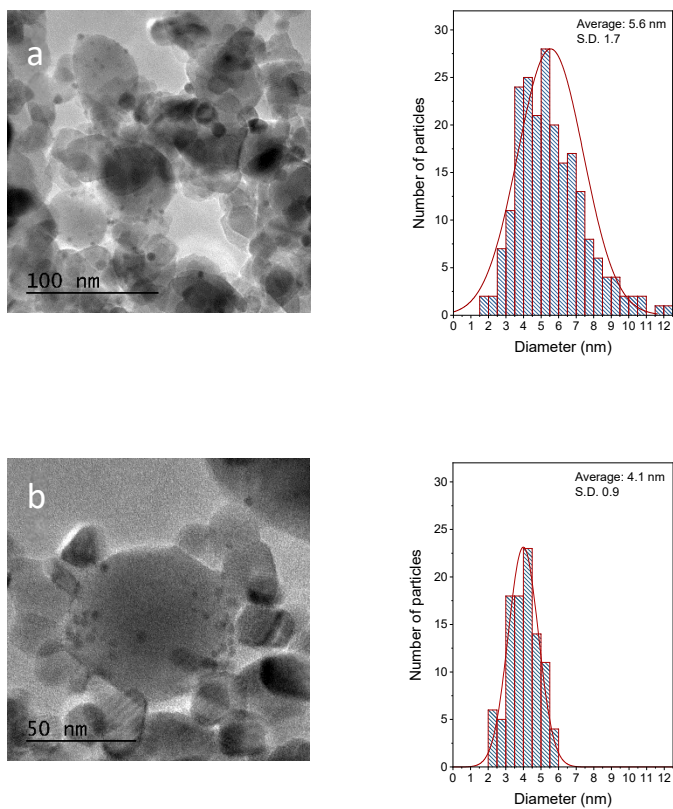 a
100 nm
Average: 5.6 nm
S.D. 1.7
Number of particles
30
25
20
15
10
5
0
0 1 2 3 4 5 6 7 8 9 10 11 12
Diameter (nm)
b
50 nm
Average: 4.1 nm
S.D. 0.9
Number of particles
30
25
20
15
10
5
0
0 1 2 3 4 5 6 7 8 9 10 11 12
Diameter (nm)